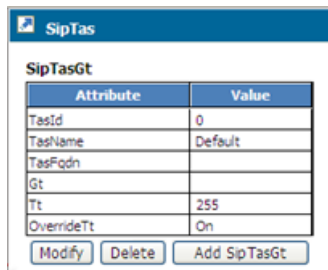 SipTas
SipTasGt
Attribute Value
TasId 0
TasName Default
TasFqdn
Gt
Tt 255
OverrideTt On
Modify Delete Add SipTasGt